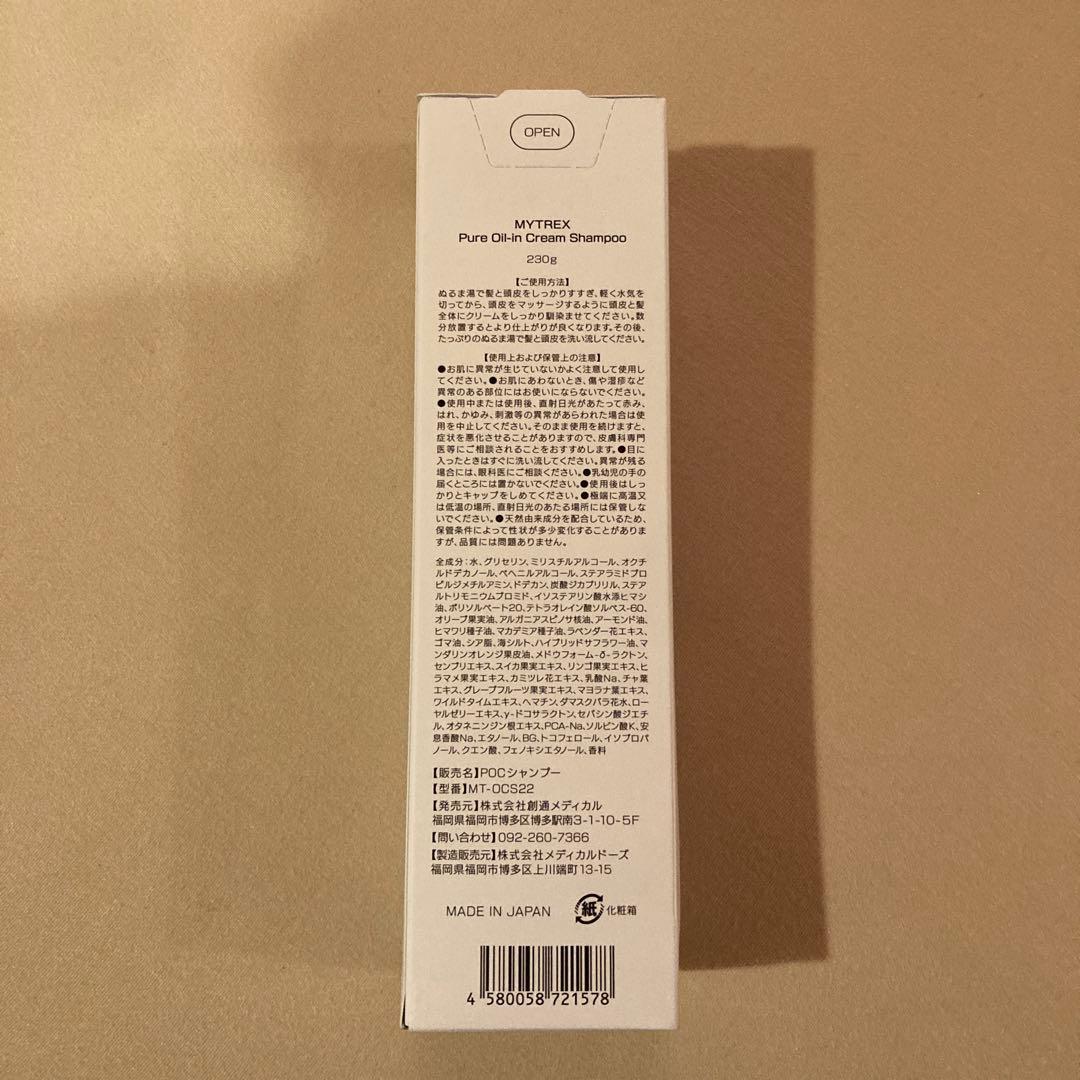 OPEN
MYTREX
Pure Oil-in Cream Shampoo
230g
【ご使用方法】
ぬるま湯で髪と頭皮をしっかりすすぎ、軽く水気を
切ってから、頭皮をマッサージするように頭皮と髪
全体にクリームをしっかり馴染ませてください。数
分放置するとより仕上がりが良くなります。その後、
たっぷりのぬるま湯で髪と頭皮を洗い流してください。
【使用上および保管上の注意】
●お肌に異常が生じていないかよく注意して使用し
てください。●お肌にあわないとき、傷や湿疹など
異常のある部位にはお使いにならないでください。
●使用中または使用後、直射日光があたって赤み、
はれ、かゆみ、刺激等の異常があらわれた場合は使
用を中止してください。そのまま使用を続けますと、
症状を悪化させることがありますので、皮膚科専門
医等にご相談されることをおすすめします。●目に
入ったときはすぐに洗い流してください。異常が残る
場合には、眼科医にご相談ください。●乳幼児の手の
届くところには置かないでください。●使用後はしっ
かりとキャップをしめてください。●極端に高温又
は低温の場所、直射日光のあたる場所には保管しな
いでください。●天然由来成分を配合しているため、
保管条件によって性状が多少変化することがありま
すが、品質には問題ありません。
全成分：水、グリセリン、ミリスチルアルコール、オクチ
ルドデカノール、ベヘニルアルコール、ステアラミドプロ
ピルジメチルアミン、ドデカン、炭酸ジカプリリル、ステア
ルトリモニウムブロミド、イソステアリン酸水添ヒマシ
油、ポリソルベート20、テトラオレイン酸ソルベス-60、
オリーブ果実油、アルガニアスピノサ核油、アーモンド油、
ヒマワリ種子油、マカデミア種子油、ラベンダー花エキス、
ゴマ油、シア脂、海シルト、ハイブリッドサフラワー油、マ
ンダリンオレンジ果皮油、メドウフォーム-δ-ラクトン、
センブリエキス、スイカ果実エキス、リンゴ果実エキス、ヒ
ラマメ果実エキス、カミツレ花エキス、乳酸Na、チャ葉
エキス、グレープフルーツ果実エキス、マヨラナ葉エキス、
ワイルドタイムエキス、ヘマチン、ダマスクバラ花水、ロー
ヤルゼリーエキス、γ-ドコサラクトン、セバシン酸ジエチ
ル、オタネニンジン根エキス、PCA-Na、ソルビン酸K、安
息香酸Na、エタノール、BG、トコフェロール、イソプロパ
ノール、クエン酸、フェノキシエタノール、香料
【販売名】POCシャンプー
【型番】MT-OCS22
【発売元】株式会社創通メディカル
福岡県福岡市博多区博多駅南3-1-10-5F
【問い合わせ】092-260-7366
【製造販売元】株式会社メディカルドーズ
福岡県福岡市博多区上川端町13-15
MADE IN JAPAN 紙 化粧箱
4 580058 721578